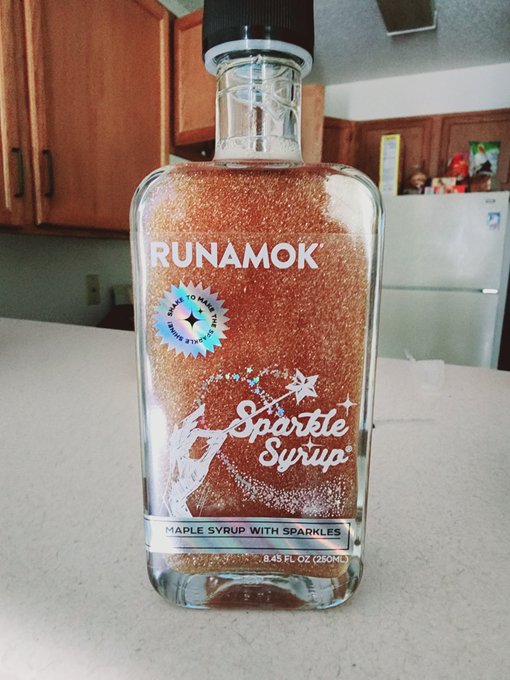 RUNAMOK®
SHAKE TO MAKE THE SPARKLE SHINE!
Sparkle
Syrup®
MAPLE SYRUP WITH SPARKLES
8.45 FL OZ (250ML)